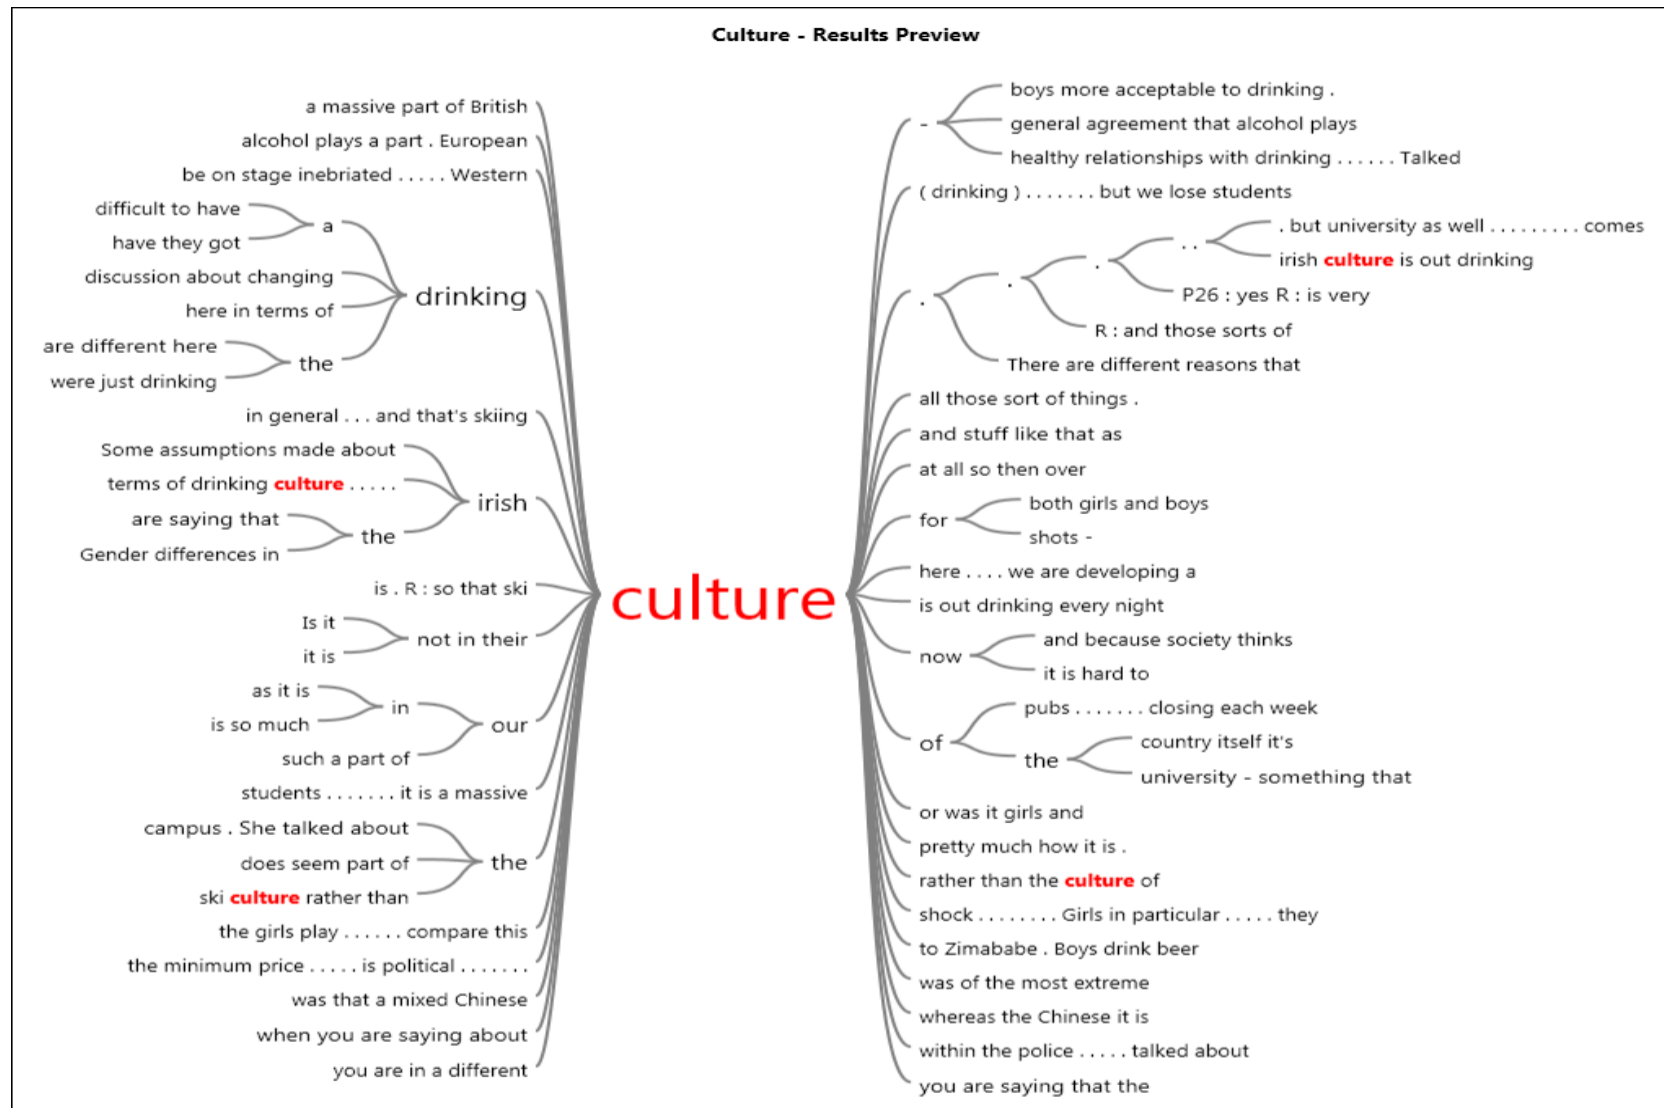 Culture - Results Preview
a massive part of British
alcohol plays a part . European
be on stage inebriated . . . . . Western
difficult to have
have they got
a
discussion about changing
here in terms of
are different here
were just drinking
the
drinking
in general . . . and that's skiing
Some assumptions made about
terms of drinking culture . . . . .
are saying that
Gender differences in
the
irish
is . R : so that ski
Is it
it is
not in their
as it is
is so much
in
such a part of
our
students . . . . . . . it is a massive
campus . She talked about
does seem part of
ski culture rather than
the
the girls play . . . . . . compare this
the minimum price . . . . . is political . . . . . . .
was that a mixed Chinese
when you are saying about
you are in a different
culture
-
boys more acceptable to drinking .
general agreement that alcohol plays
healthy relationships with drinking . . . . . . Talked
( drinking ) . . . . . . . but we lose students
.
.
.
. .
. but university as well . . . . . . . . . comes
irish culture is out drinking
P26 : yes R : is very
R : and those sorts of
There are different reasons that
all those sort of things .
and stuff like that as
at all so then over
for
both girls and boys
shots -
here . . . . we are developing a
is out drinking every night
now
and because society thinks
it is hard to
of
pubs . . . . . . . closing each week
the
country itself it's
university - something that
or was it girls and
pretty much how it is .
rather than the culture of
shock . . . . . . . . Girls in particular . . . . . they
to Zimababe . Boys drink beer
was of the most extreme
whereas the Chinese it is
within the police . . . . . talked about
you are saying that the